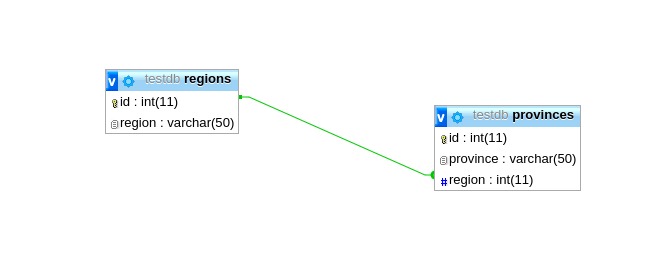 v testdb regions
id : int(11)
region : varchar(50)
v testdb provinces
id : int(11)
province : varchar(50)
# region : int(11)